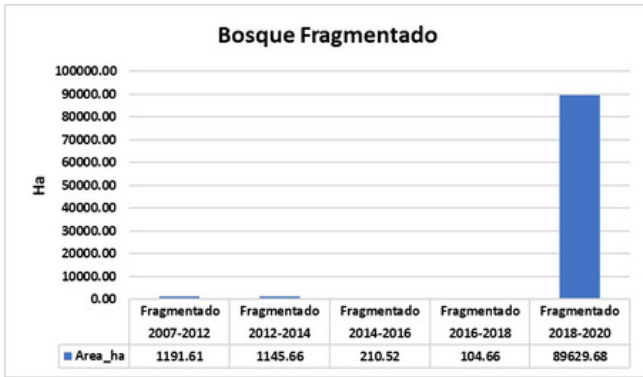 Bosque Fragmentado
100000.00
90000.00
80000.00
70000.00
60000.00
50000.00
40000.00
30000.00
20000.00
10000.00
0.00
Ha
Fragmentado Fragmentado Fragmentado Fragmentado Fragmentado
2007-2012 2012-2014 2014-2016 2016-2018 2018-2020
Area_ha 1191.61 1145.66 210.52 104.66 89629.68